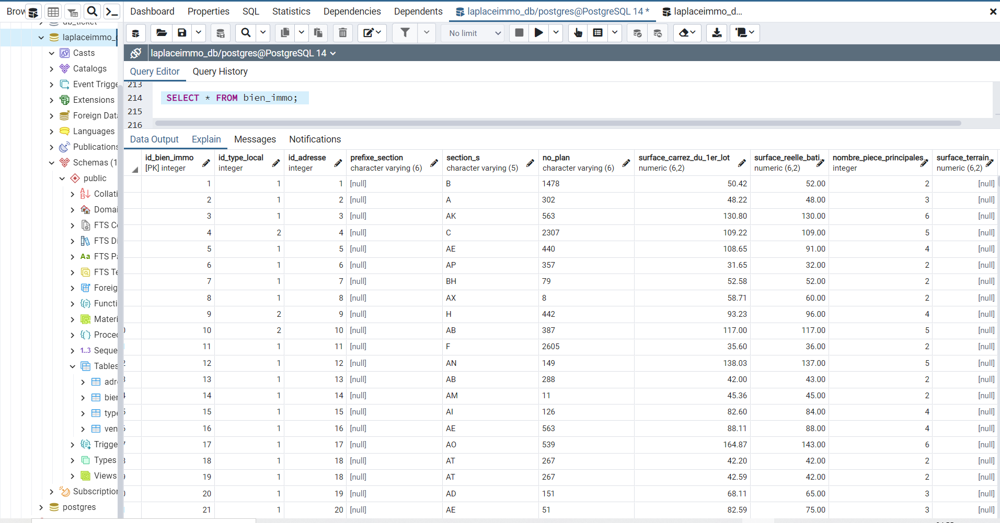 Brow
Dashboard Properties SQL Statistics Dependencies Dependents laplaceimmo_db/postgres@PostgreSQL 14 * laplaceimmo_d...
db_ticket
laplaceimmo_d
Casts
Catalogs
Event Trigge
Extensions
Foreign Dat
Languages
Publications
Schemas (1
public
Collati
Domai
FTS C
FTS Di
Aa FTS Pa
FTS Te
Foreig
Functi
Materi
Proced
1..3 Seque
Tables
adr
bier
type
ven
Trigge
Types
Views
Subscription
postgres
No limit
laplaceimmo_db/postgres@PostgreSQL 14
Query Editor Query History
213
214 SELECT * FROM bien_immo;
215
216
Data Output Explain Messages Notifications
id_bien_immo id_type_local id_adresse prefixe_section section_s no_plan surface_carrez_du_1er_lot surface_reelle_bati. nombre_piece_principales. surface_terrain.
[PK] integer integer integer character varying (6) character varying (5) character varying (6) numeric (6,2) numeric (6,2) integer numeric (6,2)
1 1 1 [null] B 1478 50.42 52.00 2 [null]
2 1 2 [null] A 302 48.22 48.00 3 [null]
3 1 3 [null] AK 563 130.80 130.00 6 [null]
4 2 4 [null] C 2307 109.22 109.00 5 [null]
5 1 5 [null] AE 440 108.65 91.00 4 [null]
6 1 6 [null] AP 357 31.65 32.00 2 [null]
7 1 7 [null] BH 79 52.58 52.00 2 [null]
8 1 8 [null] AX 8 58.71 60.00 2 [null]
9 2 9 [null] H 442 93.23 96.00 4 [null]
10 2 10 [null] AB 387 117.00 117.00 5 [null]
11 1 11 [null] F 2605 35.60 36.00 2 [null]
12 1 12 [null] AN 149 138.03 137.00 5 [null]
13 1 13 [null] AB 288 42.00 43.00 2 [null]
14 1 14 [null] AM 11 45.36 45.00 2 [null]
15 1 15 [null] AI 126 82.60 84.00 4 [null]
16 1 16 [null] AE 563 88.11 88.00 4 [null]
17 1 17 [null] AO 539 164.87 143.00 6 [null]
18 1 18 [null] AT 267 42.20 42.00 2 [null]
19 1 18 [null] AT 267 42.59 42.00 2 [null]
20 1 19 [null] AD 151 68.11 65.00 3 [null]
21 1 20 [null] AE 51 82.59 75.00 3 [null]